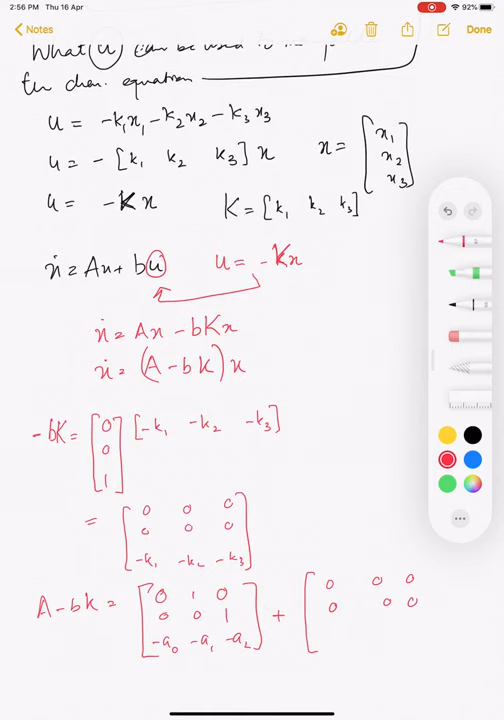 2:56 PM Thu 16 Apr 92%
Notes Done
What (u) can be used to
the char. equation
u = -k₁x₁ -k₂x₂ -k₃x₃
u = -[k₁ k₂ k₃] x x = [x₁ x₂ x₃]
u = -Kx K = [k₁ k₂ k₃]
ẋ = Ax + bu u = -Kx
ẋ = Ax - bKx
ẋ = (A - bK) x
-bK = [0 0 1] [-k₁ -k₂ -k₃]
= [0 0 0
0 0 0
-k₁ -k₂ -k₃]
A - bk = [0 1 0 + [0 0 0
0 0 1 0 0 0
-a₀ -a₁ -a₂]